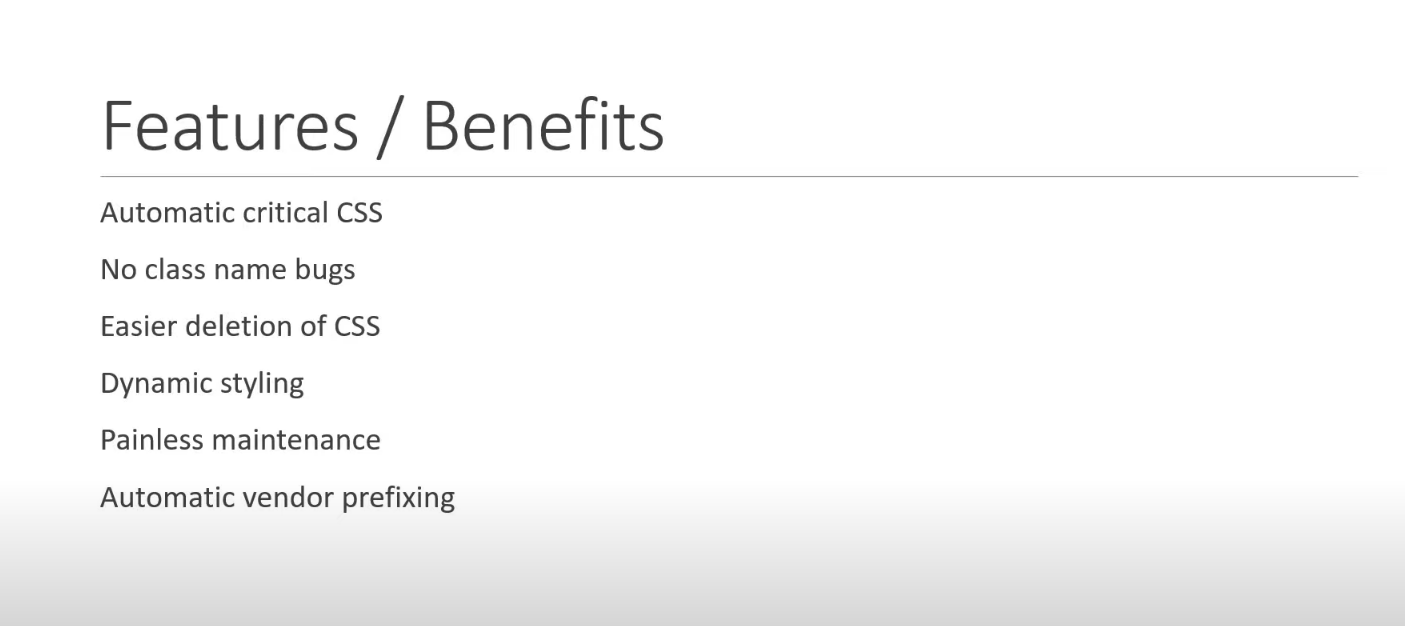 Features / Benefits
Automatic critical CSS
No class name bugs
Easier deletion of CSS
Dynamic styling
Painless maintenance
Automatic vendor prefixing